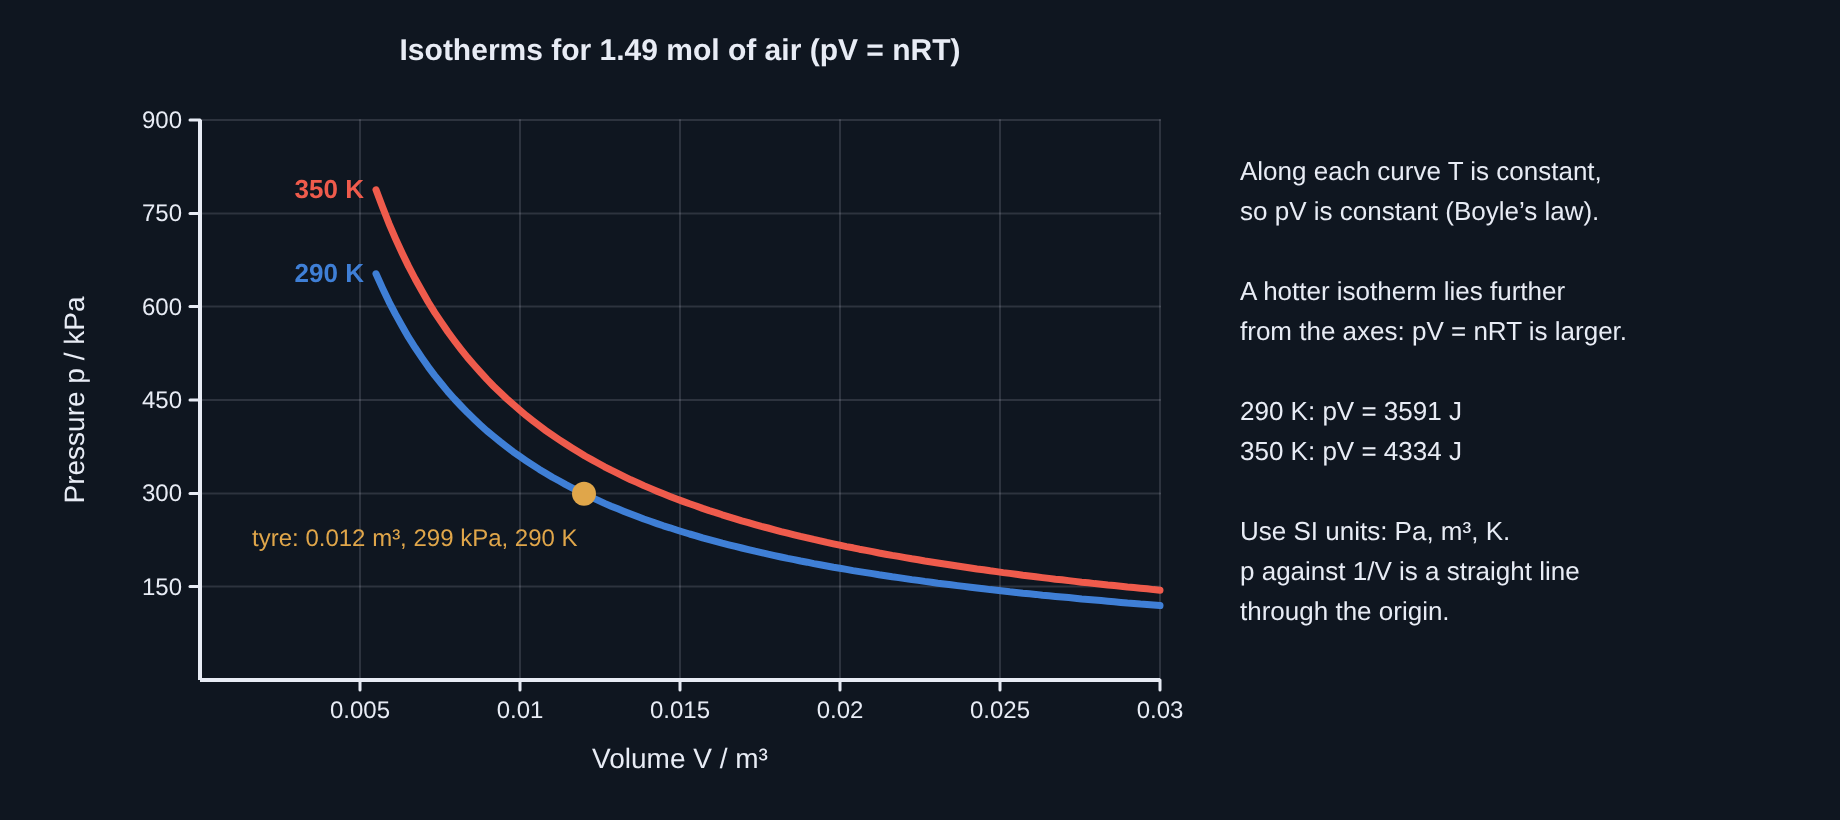 Isotherms for 1.49 mol of air (pV = nRT)
900
750
600
450
300
150
Pressure p / kPa
350 K
290 K
tyre: 0.012 m³, 299 kPa, 290 K
0.005
0.01
0.015
0.02
0.025
0.03
Volume V / m³
Along each curve T is constant,
so pV is constant (Boyle’s law).
A hotter isotherm lies further
from the axes: pV = nRT is larger.
290 K: pV = 3591 J
350 K: pV = 4334 J
Use SI units: Pa, m³, K.
p against 1/V is a straight line
through the origin.